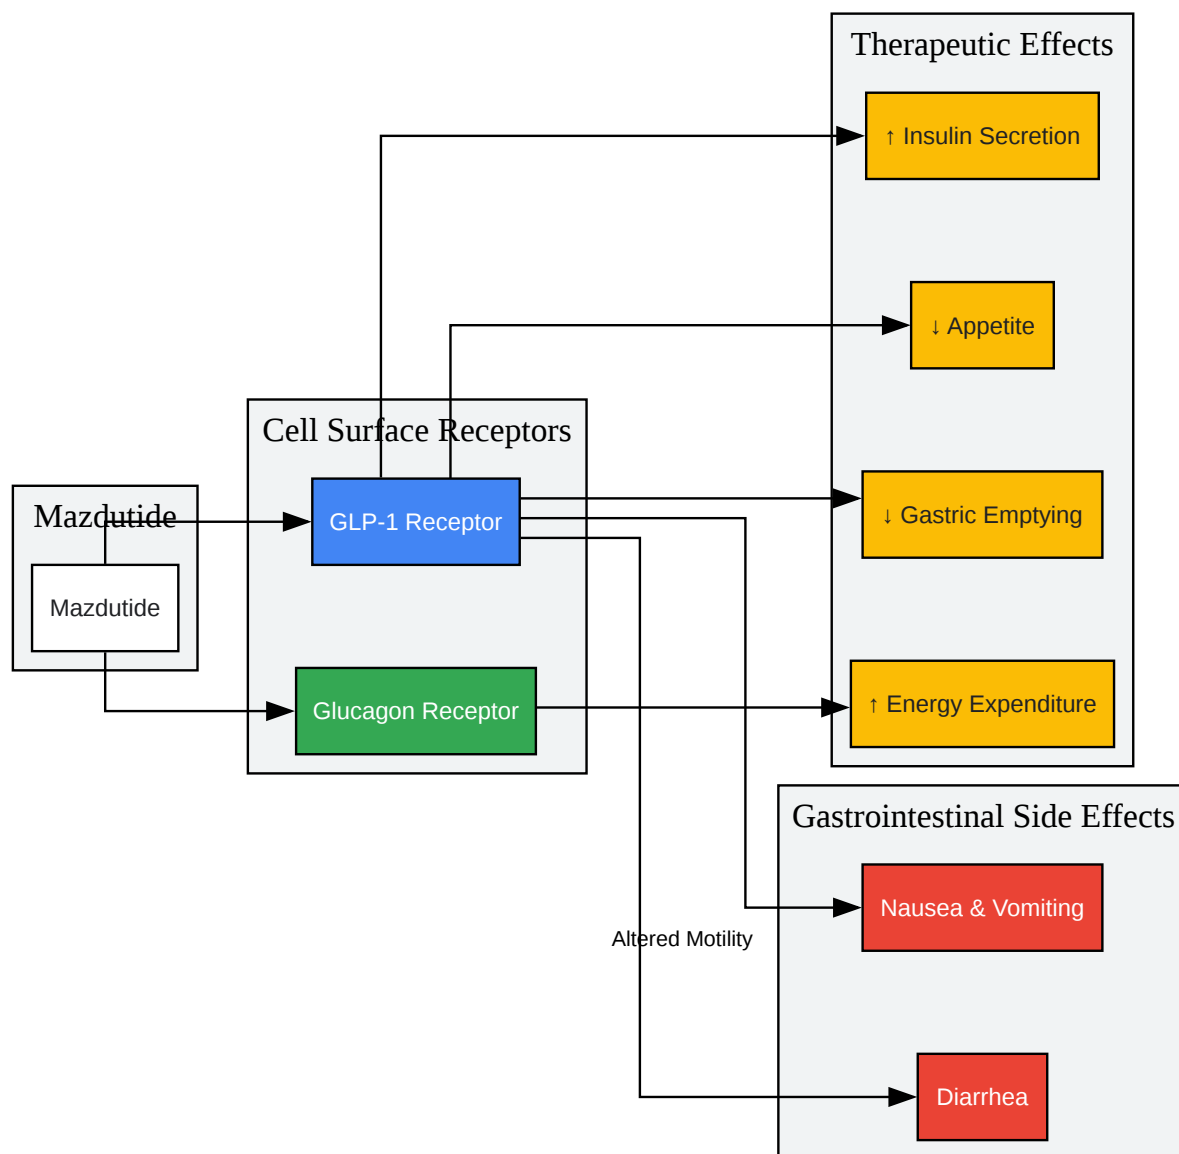 Therapeutic Effects
↑ Insulin Secretion
↓ Appetite
Cell Surface Receptors
Mazdutide
GLP-1 Receptor
↓ Gastric Emptying
Mazdutide
Glucagon Receptor
↑ Energy Expenditure
Gastrointestinal Side Effects
Nausea & Vomiting
Altered Motility
Diarrhea